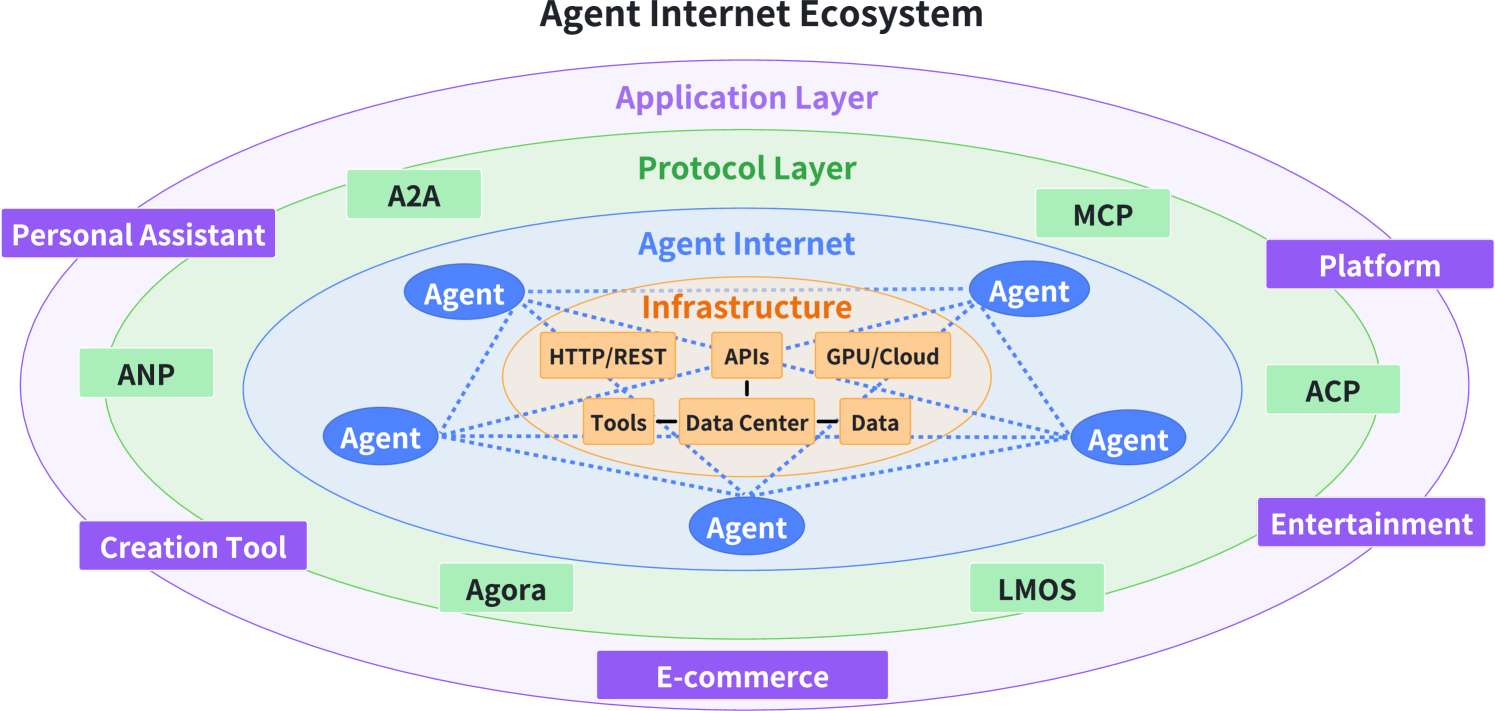 Agent Internet Ecosystem
Application Layer
Protocol Layer
A2A
MCP
Personal Assistant
Agent Internet
Platform
Agent
Agent
Infrastructure
HTTP/REST
APIs
GPU/Cloud
ANP
ACP
Tools
Data Center
Data
Agent
Agent
Agent
Entertainment
Creation Tool
Agora
LMOS
E-commerce